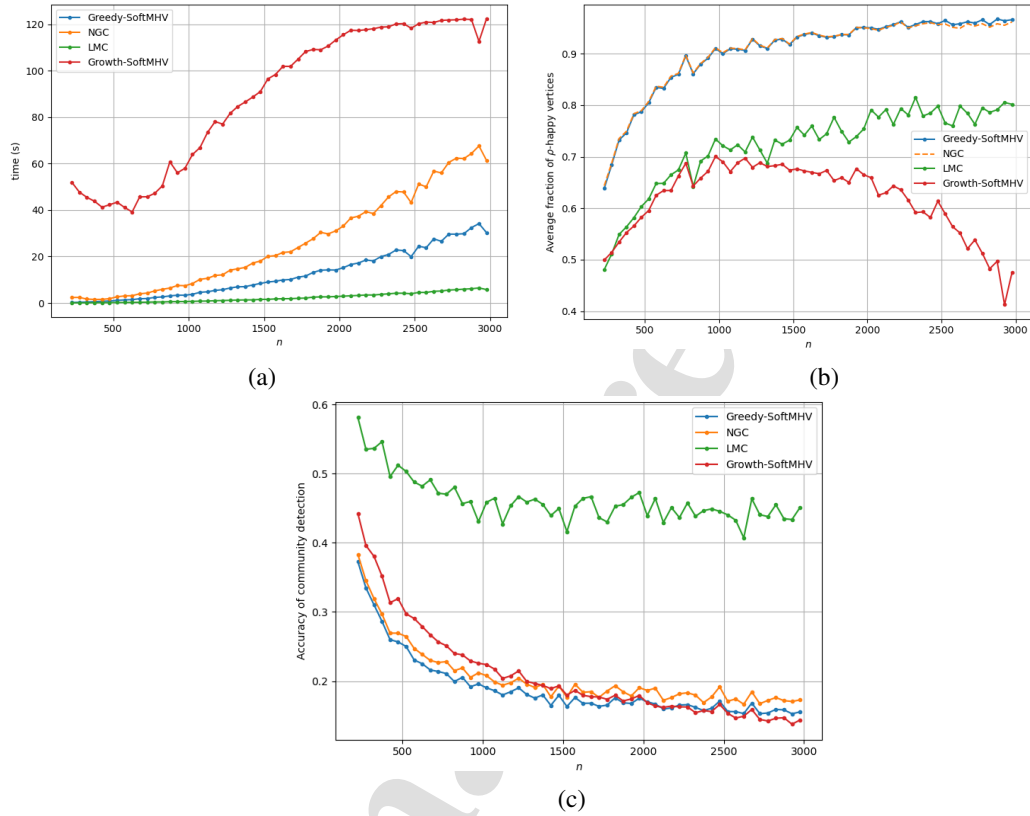 120
100
80
60
40
20
0
time (s)
Greedy-SoftMHV
NGC
LMC
Growth-SoftMHV
500
1000
1500
2000
2500
3000
n
(a)
0.9
0.8
0.7
0.6
0.5
0.4
Average fraction of ρ-happy vertices
Greedy-SoftMHV
NGC
LMC
Growth-SoftMHV
500
1000
1500
2000
2500
3000
n
(b)
0.6
0.5
0.4
0.3
0.2
Accuracy of community detection
Greedy-SoftMHV
NGC
LMC
Growth-SoftMHV
500
1000
1500
2000
2500
3000
n
(c)